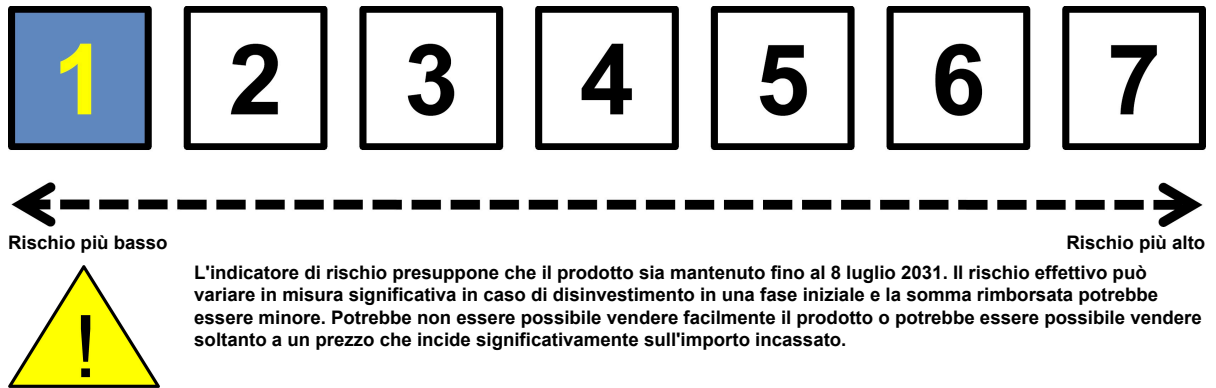 1 2 3 4 5 6 7
Rischio più basso Rischio più alto
L'indicatore di rischio presuppone che il prodotto sia mantenuto fino al 8 luglio 2031. Il rischio effettivo può
variare in misura significativa in caso di disinvestimento in una fase iniziale e la somma rimborsata potrebbe
essere minore. Potrebbe non essere possibile vendere facilmente il prodotto o potrebbe essere possibile vendere
soltanto a un prezzo che incide significativamente sull'importo incassato.
!